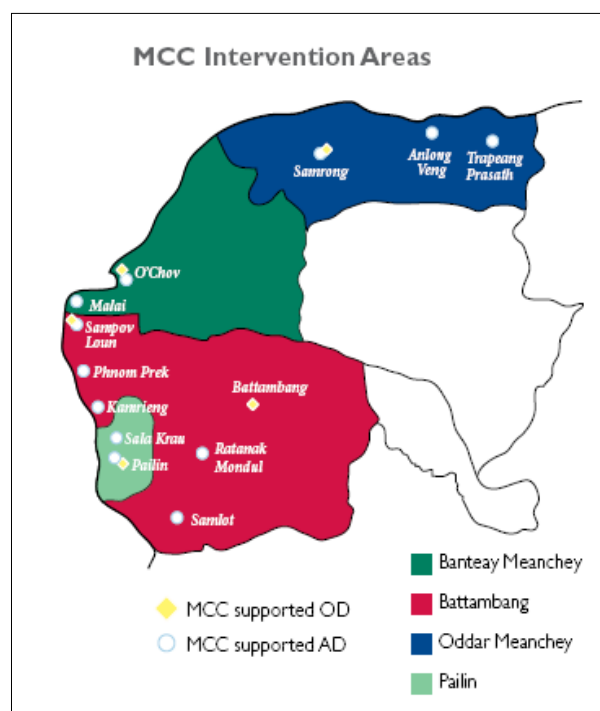 MCC Intervention Areas
Samrong
Anlong
Veng
Trapeang
Prasath
O'Chov
Malai
Sampov
Loun
Phnom Prek
Battambang
Kamrieng
Sala Krau
Ratanak
Mondul
Pailin
Samlot
Banteay Meanchey
Battambang
MCC supported OD
Oddar Meanchey
MCC supported AD
Pailin